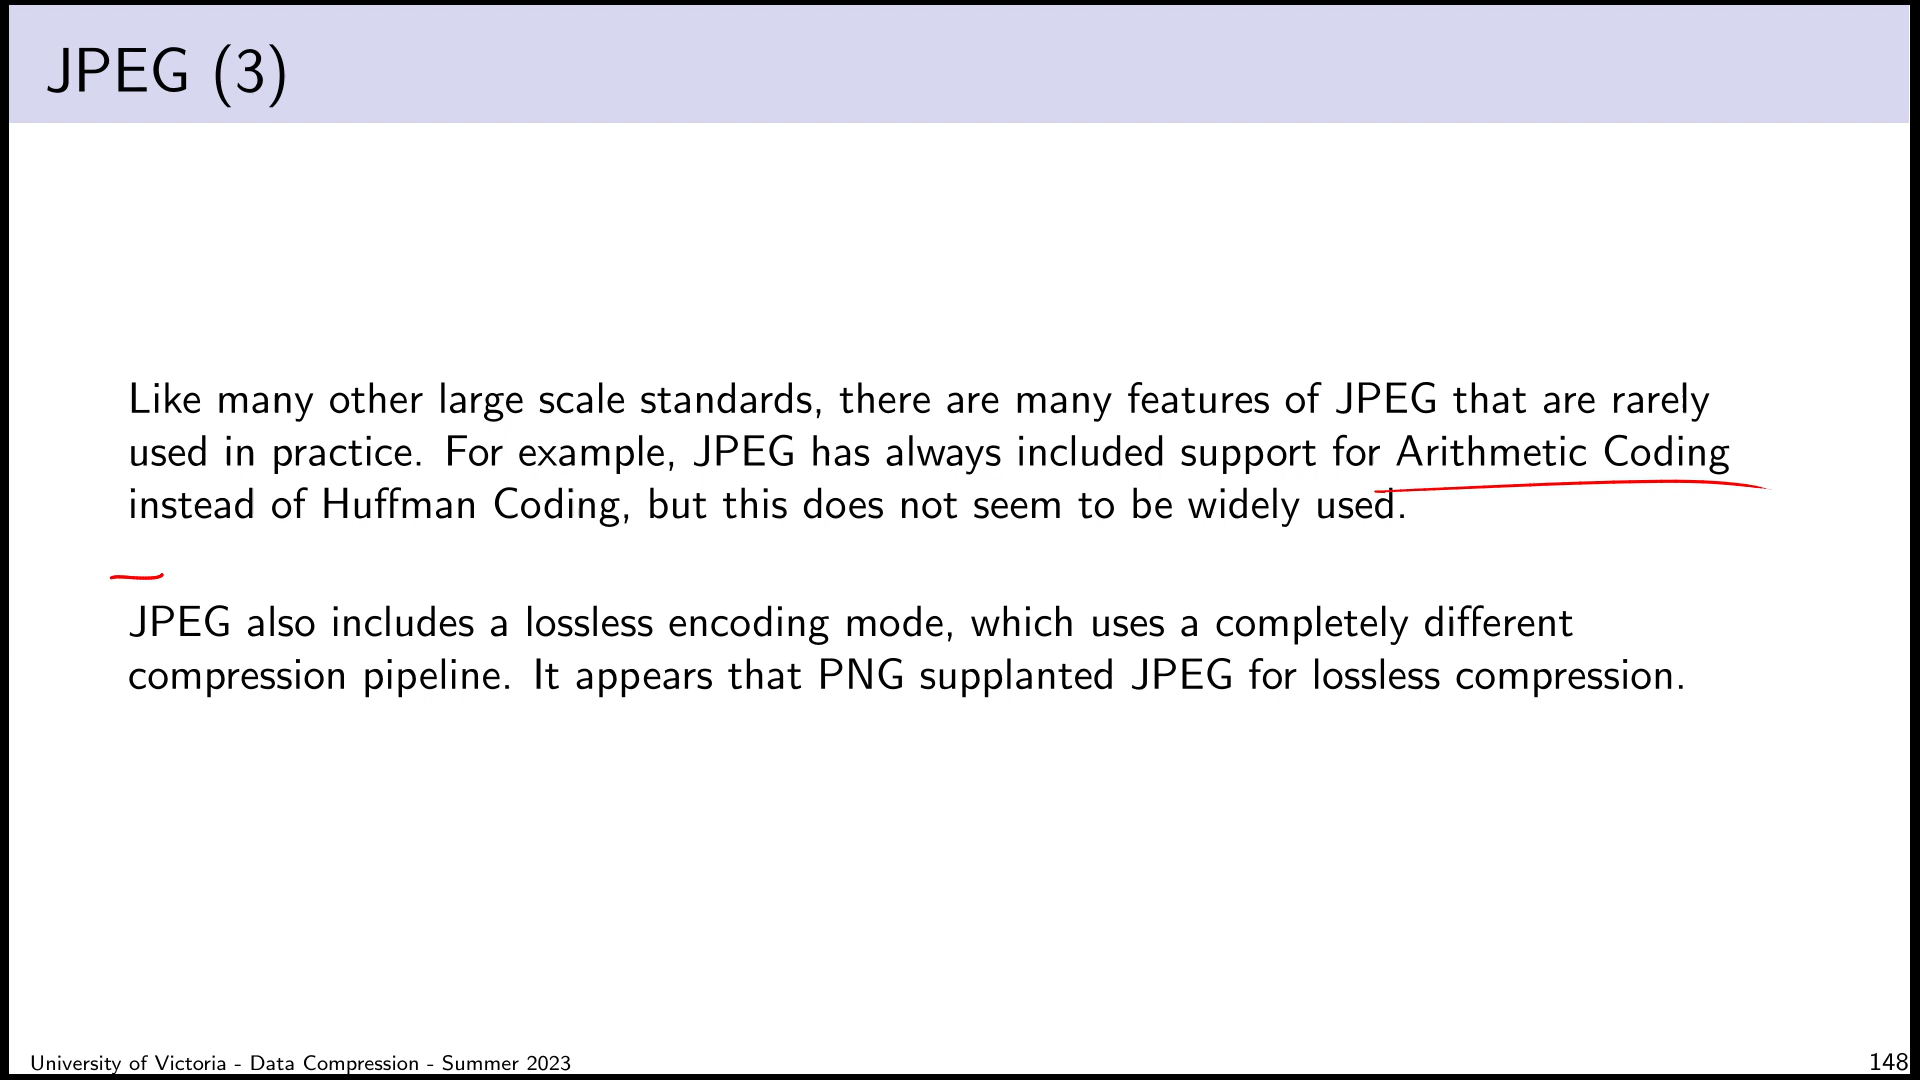 JPEG (3)
Like many other large scale standards, there are many features of JPEG that are rarely
used in practice. For example, JPEG has always included support for Arithmetic Coding
instead of Huffman Coding, but this does not seem to be widely used.
JPEG also includes a lossless encoding mode, which uses a completely different
compression pipeline. It appears that PNG supplanted JPEG for lossless compression.
University of Victoria - Data Compression - Summer 2023
148